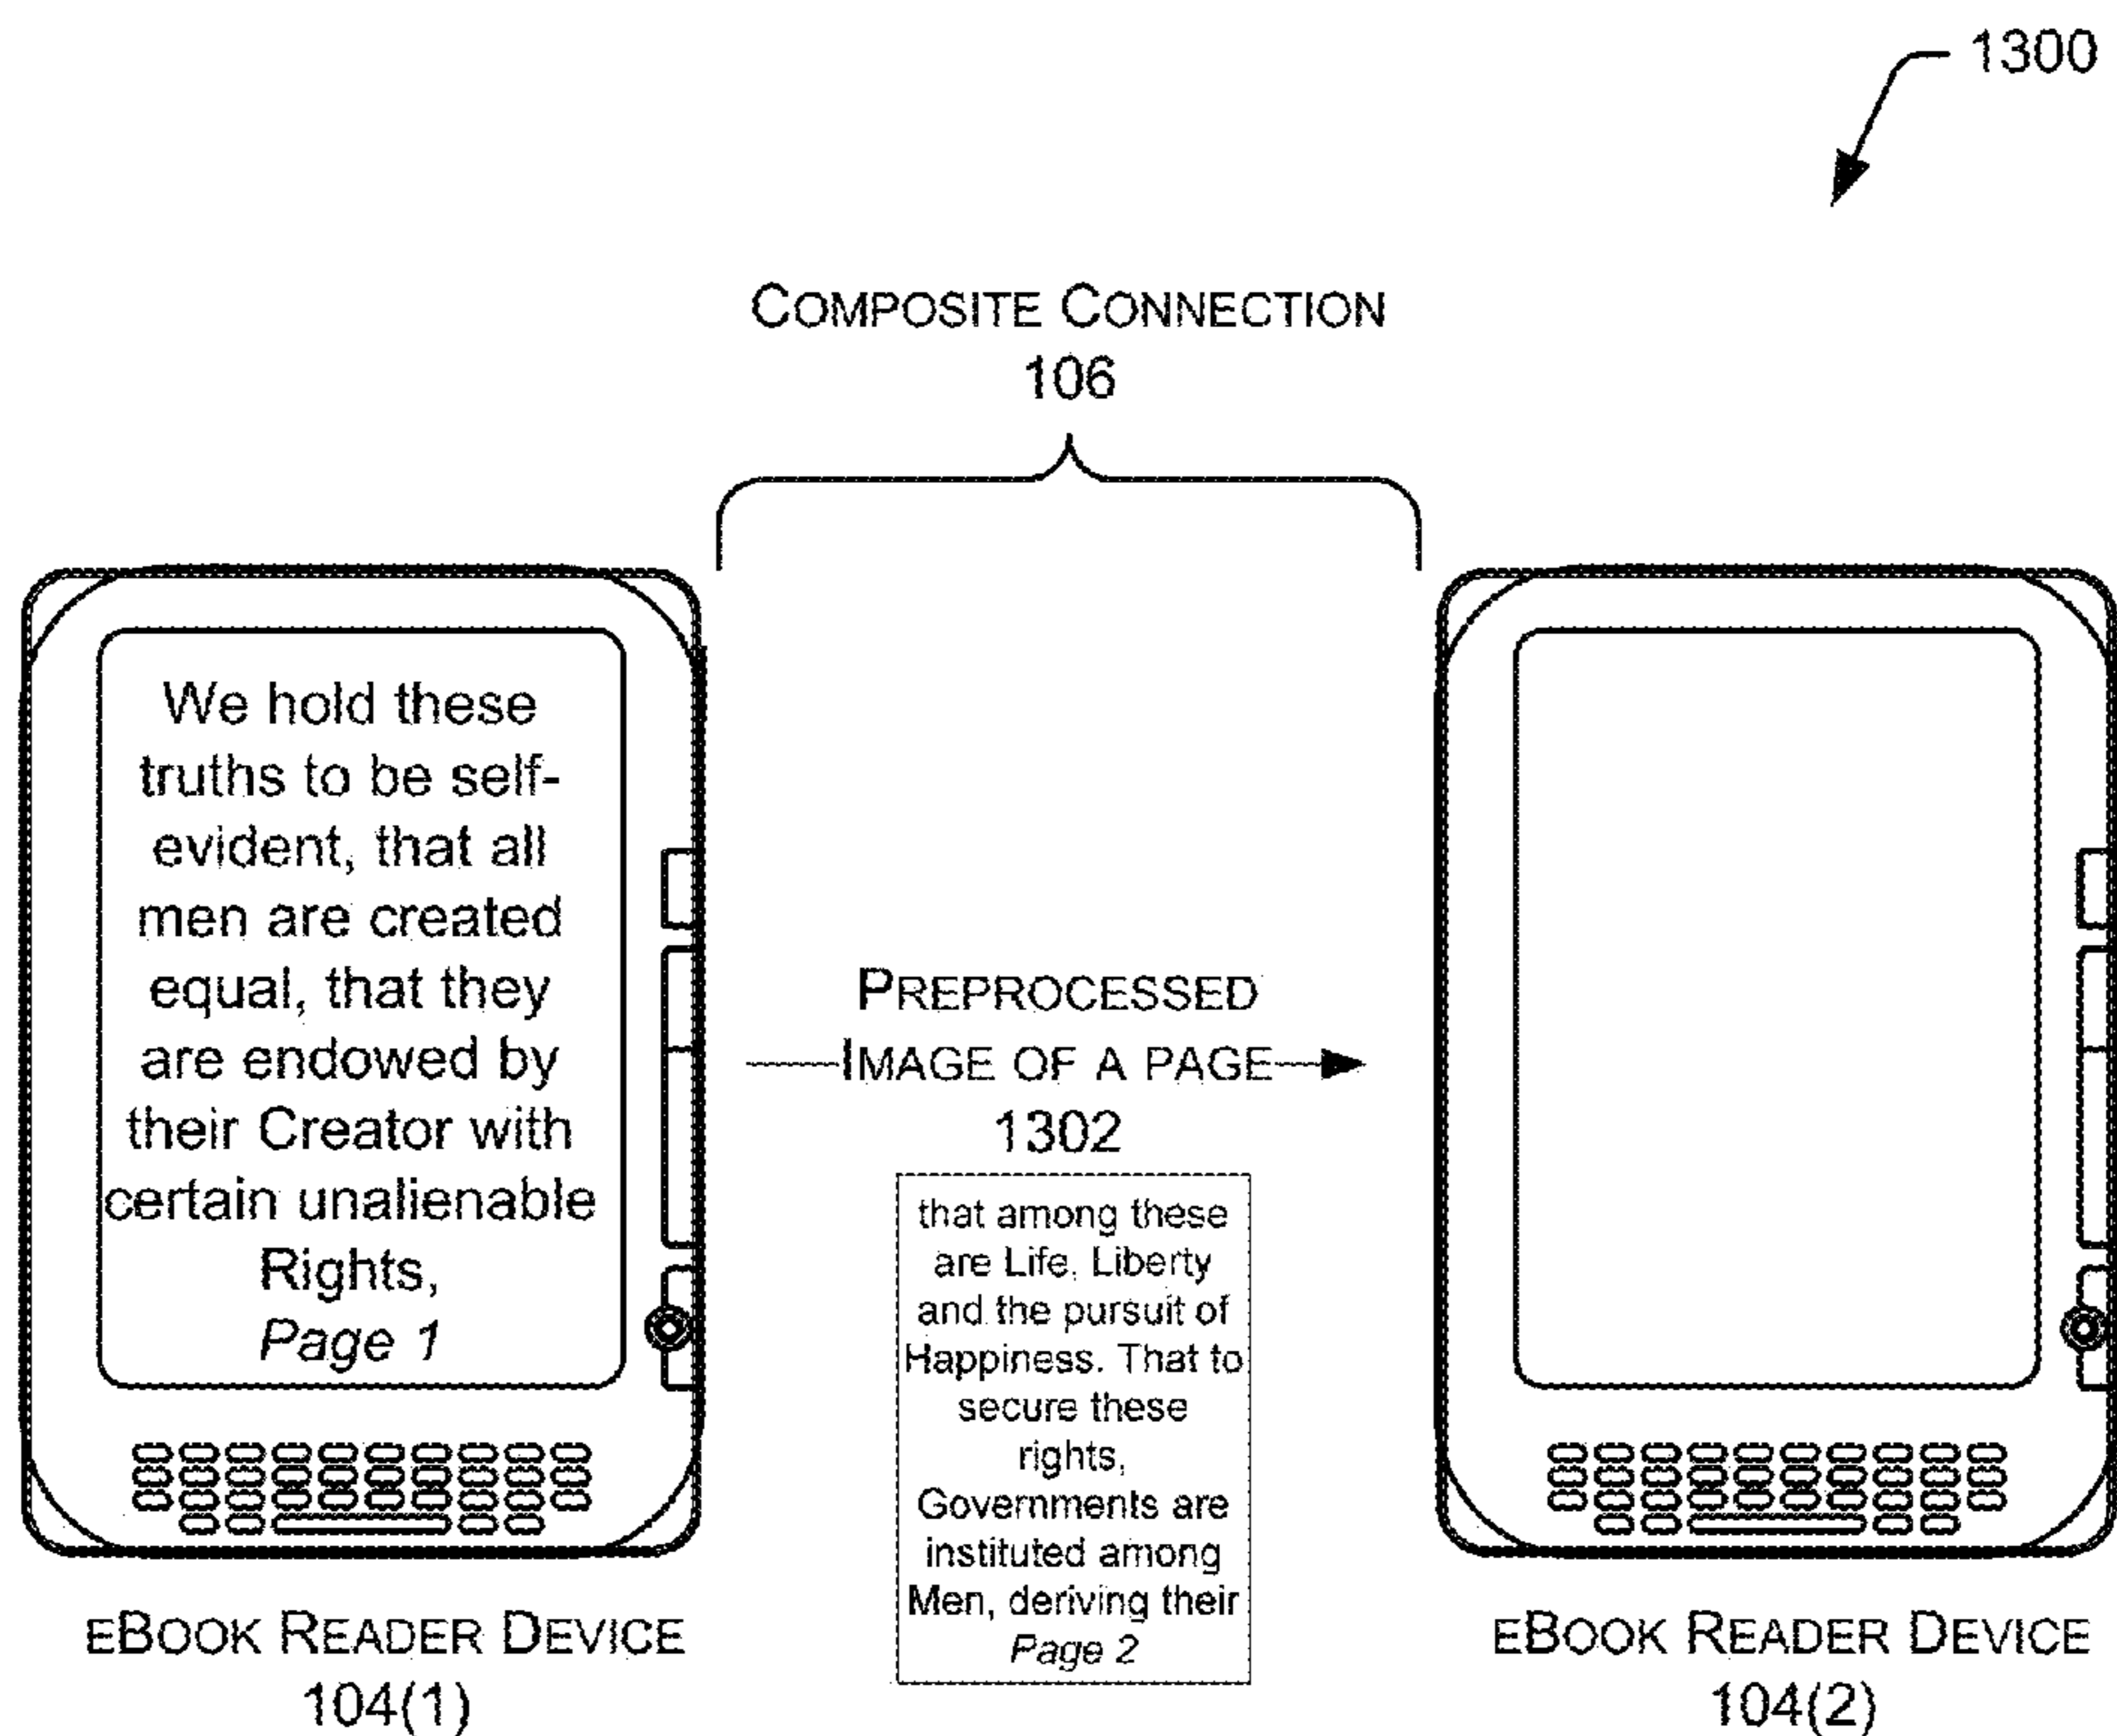 1300
COMPOSITE CONNECTION
106
We hold these
truths to be self-
evident, that all
men are created
equal, that they
are endowed by
their Creator with
certain unalienable
Rights,
Page 1
PREPROCESSED
IMAGE OF A PAGE
1302
that among these
are Life, Liberty
and the pursuit of
Happiness. That to
secure these
rights,
Governments are
instituted among
Men, deriving their
Page 2
EBOOK READER DEVICE
104(1)
EBOOK READER DEVICE
104(2)